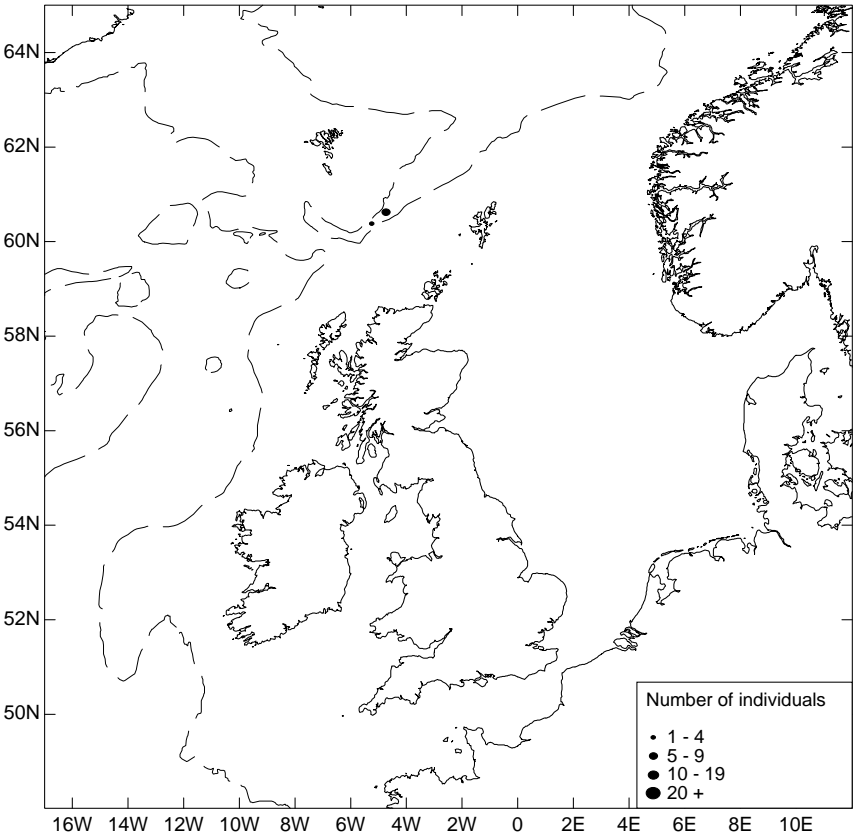 64N
62N
60N
58N
56N
54N
52N
50N
Number of individuals
1 - 4
5 - 9
10 - 19
20 +
16W 14W 12W 10W 8W 6W 4W 2W 0 2E 4E 6E 8E 10E